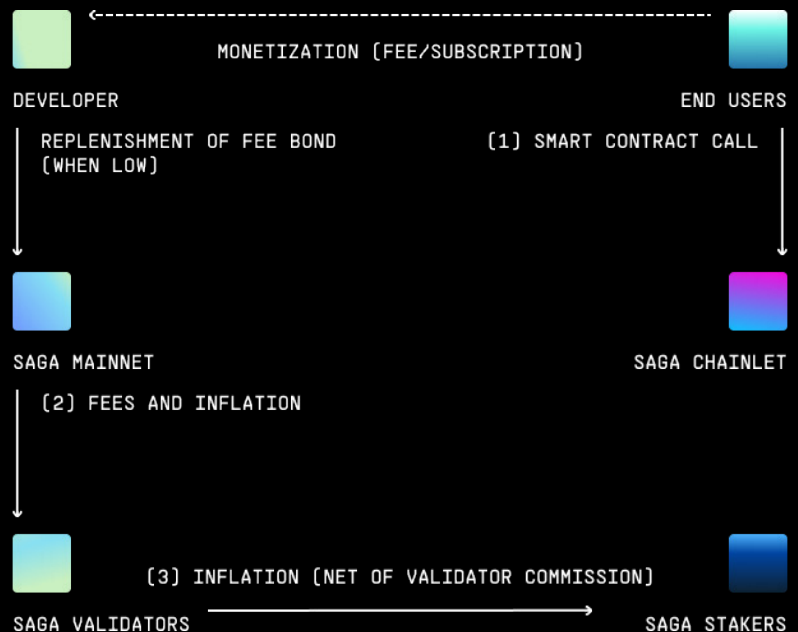 MONETIZATION (FEE/SUBSCRIPTION)
DEVELOPER
END USERS
REPLENISHMENT OF FEE BOND
(WHEN LOW)
(1) SMART CONTRACT CALL
SAGA MAINNET
SAGA CHAINLET
(2) FEES AND INFLATION
(3) INFLATION (NET OF VALIDATOR COMMISSION)
SAGA VALIDATORS
SAGA STAKERS